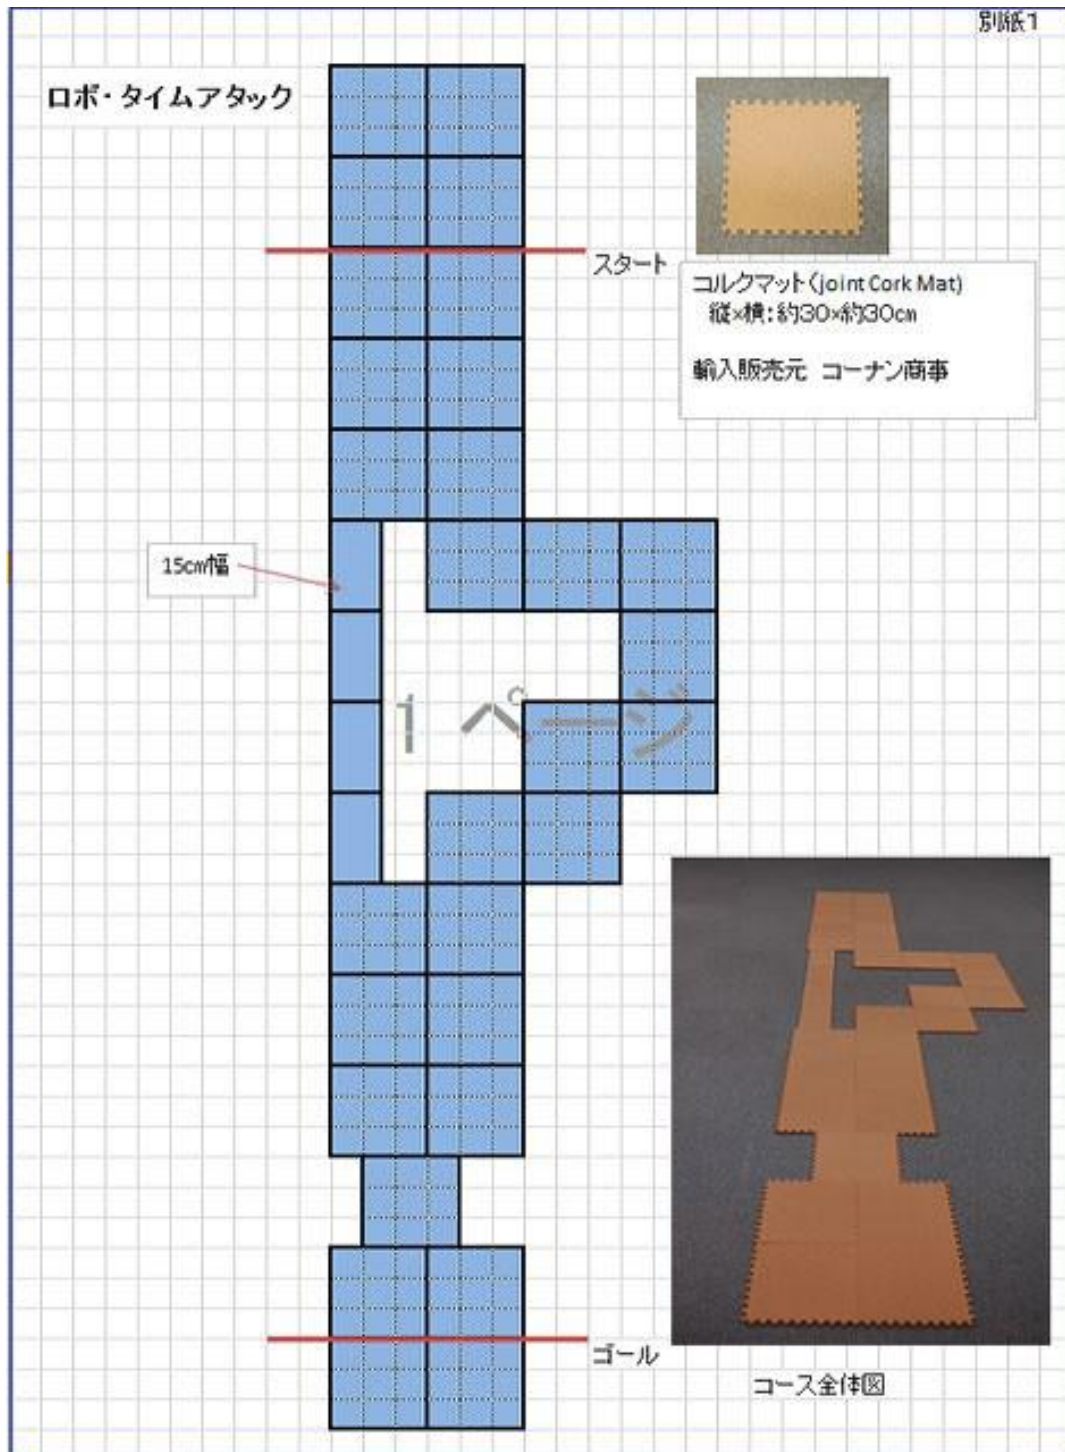 別紙1
ロボ・タイムアタック
スタート
コルクマット(joint Cork Mat)
縦×横:約30×約30cm
輸入販売元 コーナン商事
15cm幅
1 ページ
ゴール
コース全体図